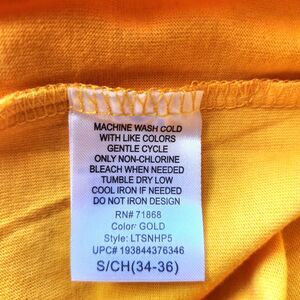 MACHINE WASH COLD
WITH LIKE COLORS
GENTLE CYCLE
ONLY NON-CHLORINE
BLEACH WHEN NEEDED
TUMBLE DRY LOW
COOL IRON IF NEEDED
DO NOT IRON DESIGN
RN# 71868
Color: GOLD
Style: LTSNHP5
UPC# 193844376346
S/CH(34-36)